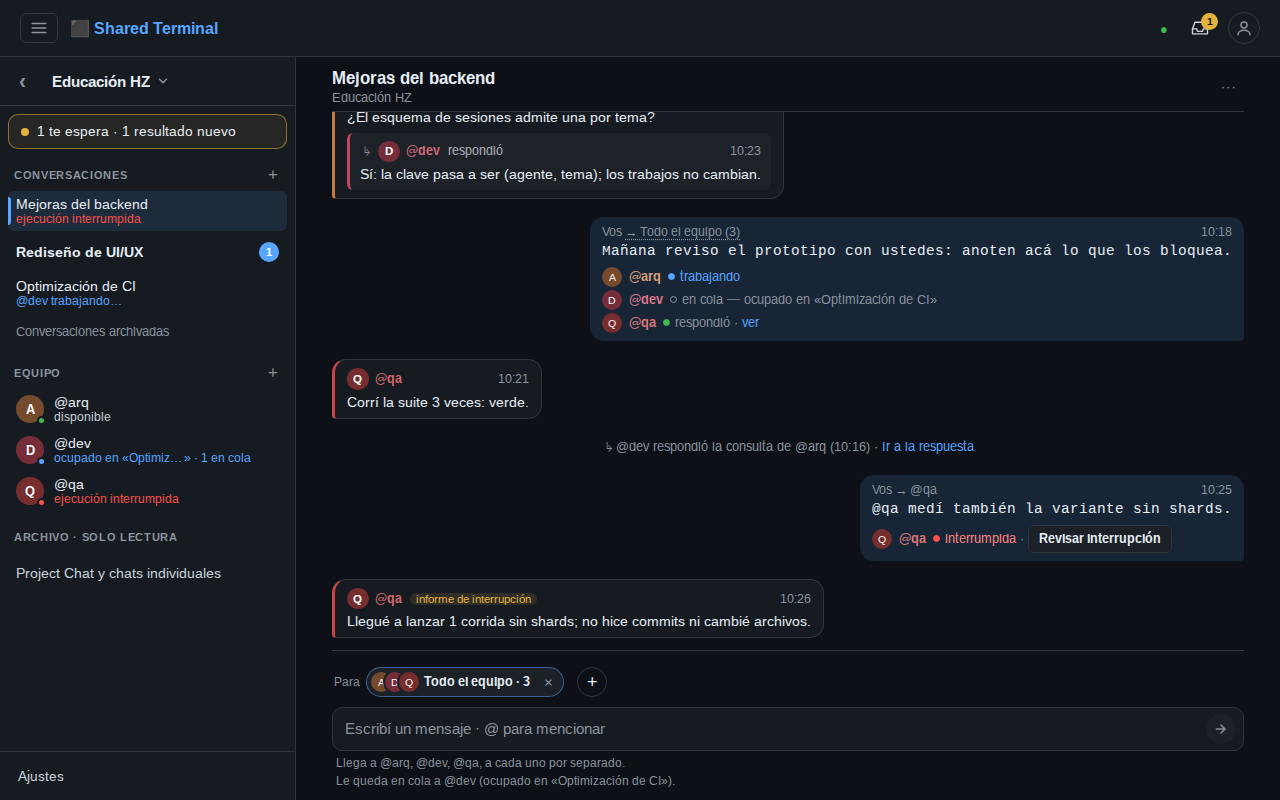 Shared Terminal
1
Educación HZ
1 te espera · 1 resultado nuevo
CONVERSACIONES
+
Mejoras del backend
ejecución interrumpida
Rediseño de UI/UX
1
Optimización de CI
@dev trabajando…
Conversaciones archivadas
EQUIPO
+
A
@arq
disponible
D
@dev
ocupado en «Optimiz…» · 1 en cola
Q
@qa
ejecución interrumpida
ARCHIVO · SOLO LECTURA
Project Chat y chats individuales
Ajustes
Mejoras del backend
Educación HZ
¿El esquema de sesiones admite una por tema?
↳ D @dev respondió 10:23
Sí: la clave pasa a ser (agente, tema); los trabajos no cambian.
Vos → Todo el equipo (3) 10:18
Mañana reviso el prototipo con ustedes: anoten acá lo que los bloquea.
A @arq trabajando
D @dev en cola — ocupado en «Optimización de CI»
Q @qa respondió · ver
Q @qa 10:21
Corrí la suite 3 veces: verde.
↳ @dev respondió la consulta de @arq (10:16) · Ir a la respuesta
Vos → @qa 10:25
@qa medí también la variante sin shards.
Q @qa interrumpida · Revisar interrupción
Q @qa informe de interrupción 10:26
Llegué a lanzar 1 corrida sin shards; no hice commits ni cambié archivos.
Para A D Q Todo el equipo · 3 × +
Escribí un mensaje · @ para mencionar
Llega a @arq, @dev, @qa, a cada uno por separado.
Le queda en cola a @dev (ocupado en «Optimización de CI»).